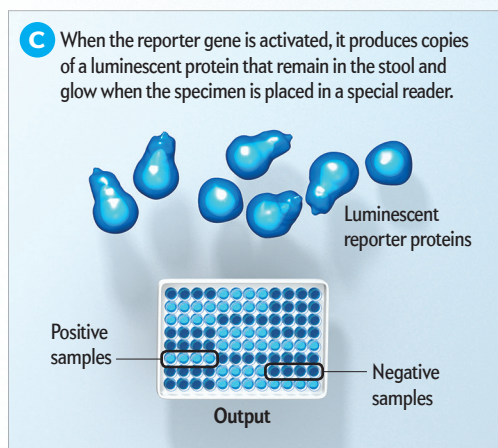 C When the reporter gene is activated, it produces copies
of a luminescent protein that remain in the stool and
glow when the specimen is placed in a special reader.
Luminescent
reporter proteins
Positive
samples
Negative
samples
Output